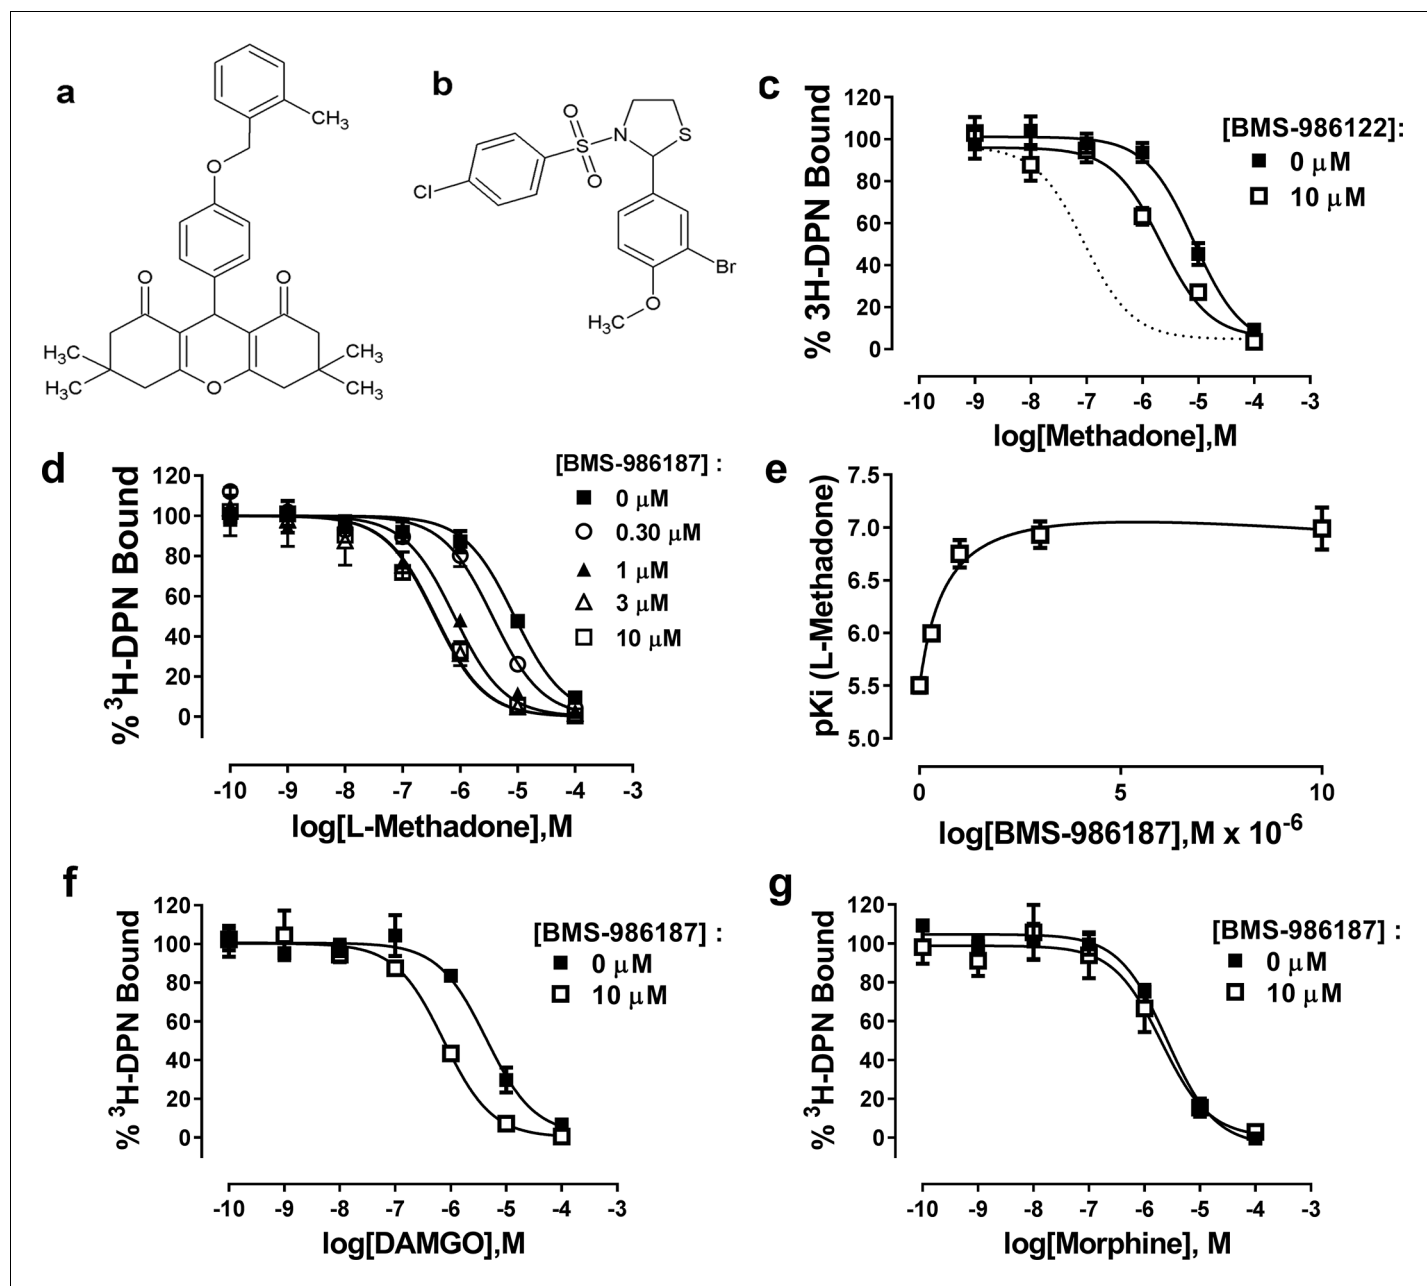 a
CH3
O
O
O
H3C
H3C
O
CH3
CH3
b
O
S
N
S
O
Cl
Br
O
H3C
c
% 3H-DPN Bound
120
100
80
60
40
20
0
-10 -9 -8 -7 -6 -5 -4 -3
log[Methadone],M
[BMS-986122]:
0 µM
10 µM
d
% ³H-DPN Bound
120
100
80
60
40
20
0
-10 -9 -8 -7 -6 -5 -4 -3
log[L-Methadone],M
[BMS-986187] :
0 µM
0.30 µM
1 µM
3 µM
10 µM
e
pKi (L-Methadone)
7.5
7.0
6.5
6.0
5.5
5.0
0 5 10
log[BMS-986187],M x 10⁻⁶
f
% ³H-DPN Bound
120
100
80
60
40
20
0
-10 -9 -8 -7 -6 -5 -4 -3
log[DAMGO],M
[BMS-986187] :
0 µM
10 µM
g
% ³H-DPN Bound
120
100
80
60
40
20
0
-10 -9 -8 -7 -6 -5 -4 -3
log[Morphine], M
[BMS-986187] :
0 µM
10 µM